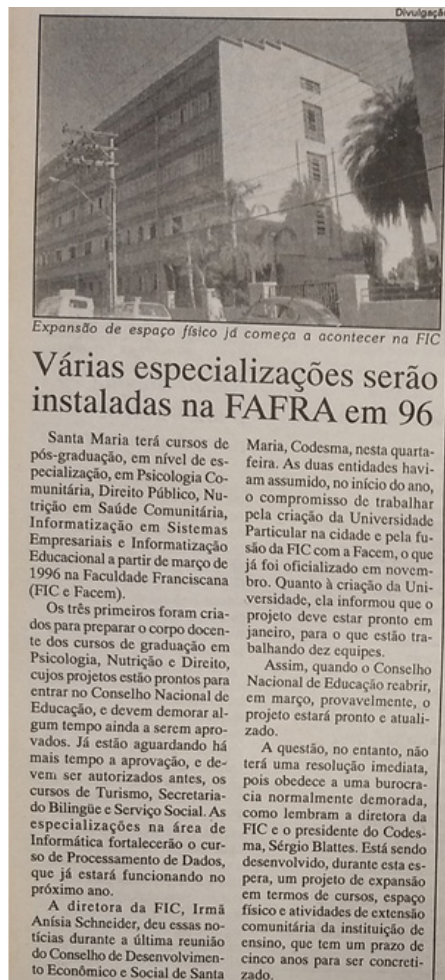 Divulgação
Expansão de espaço físico já começa a acontecer na FIC
Várias especializações serão
instaladas na FAFRA em 96
Santa Maria terá cursos de
pós-graduação, em nível de es-
pecialização, em Psicologia Co-
munitária, Direito Público, Nu-
trição em Saúde Comunitária,
Informatização em Sistemas
Empresariais e Informatização
Educacional a partir de março de
1996 na Faculdade Franciscana
(FIC e Facem).
Os três primeiros foram cria-
dos para preparar o corpo docen-
te dos cursos de graduação em
Psicologia, Nutrição e Direito,
cujos projetos estão prontos para
entrar no Conselho Nacional de
Educação, e devem demorar al-
gum tempo ainda a serem apro-
vados. Já estão aguardando há
mais tempo a aprovação, e de-
vem ser autorizados antes, os
cursos de Turismo, Secretaria-
do Bilingüe e Serviço Social. As
especializações na área de
Informática fortalecerão o cur-
so de Processamento de Dados,
que já estará funcionando no
próximo ano.
A diretora da FIC, Irmã
Anísia Schneider, deu essas no-
tícias durante a última reunião
do Conselho de Desenvolvimen-
to Econômico e Social de Santa
Maria, Codesma, nesta quarta-
feira. As duas entidades havi-
am assumido, no início do ano,
o compromisso de trabalhar
pela criação da Universidade
Particular na cidade e pela fu-
são da FIC com a Facem, o que
já foi oficializado em novem-
bro. Quanto à criação da Uni-
versidade, ela informou que o
projeto deve estar pronto em
janeiro, para o que estão tra-
balhando dez equipes.
Assim, quando o Conselho
Nacional de Educação reabrir,
em março, provavelmente, o
projeto estará pronto e atuali-
zado.
A questão, no entanto, não
terá uma resolução imediata,
pois obedece a uma burocra-
cia normalmente demorada,
como lembram a diretora da
FIC e o presidente do Codes-
ma, Sérgio Blattes. Está sendo
desenvolvido, durante esta es-
pera, um projeto de expansão
em termos de cursos, espaço
físico e atividades de extensão
comunitária da instituição de
ensino, que tem um prazo de
cinco anos para ser concreti-
zado.